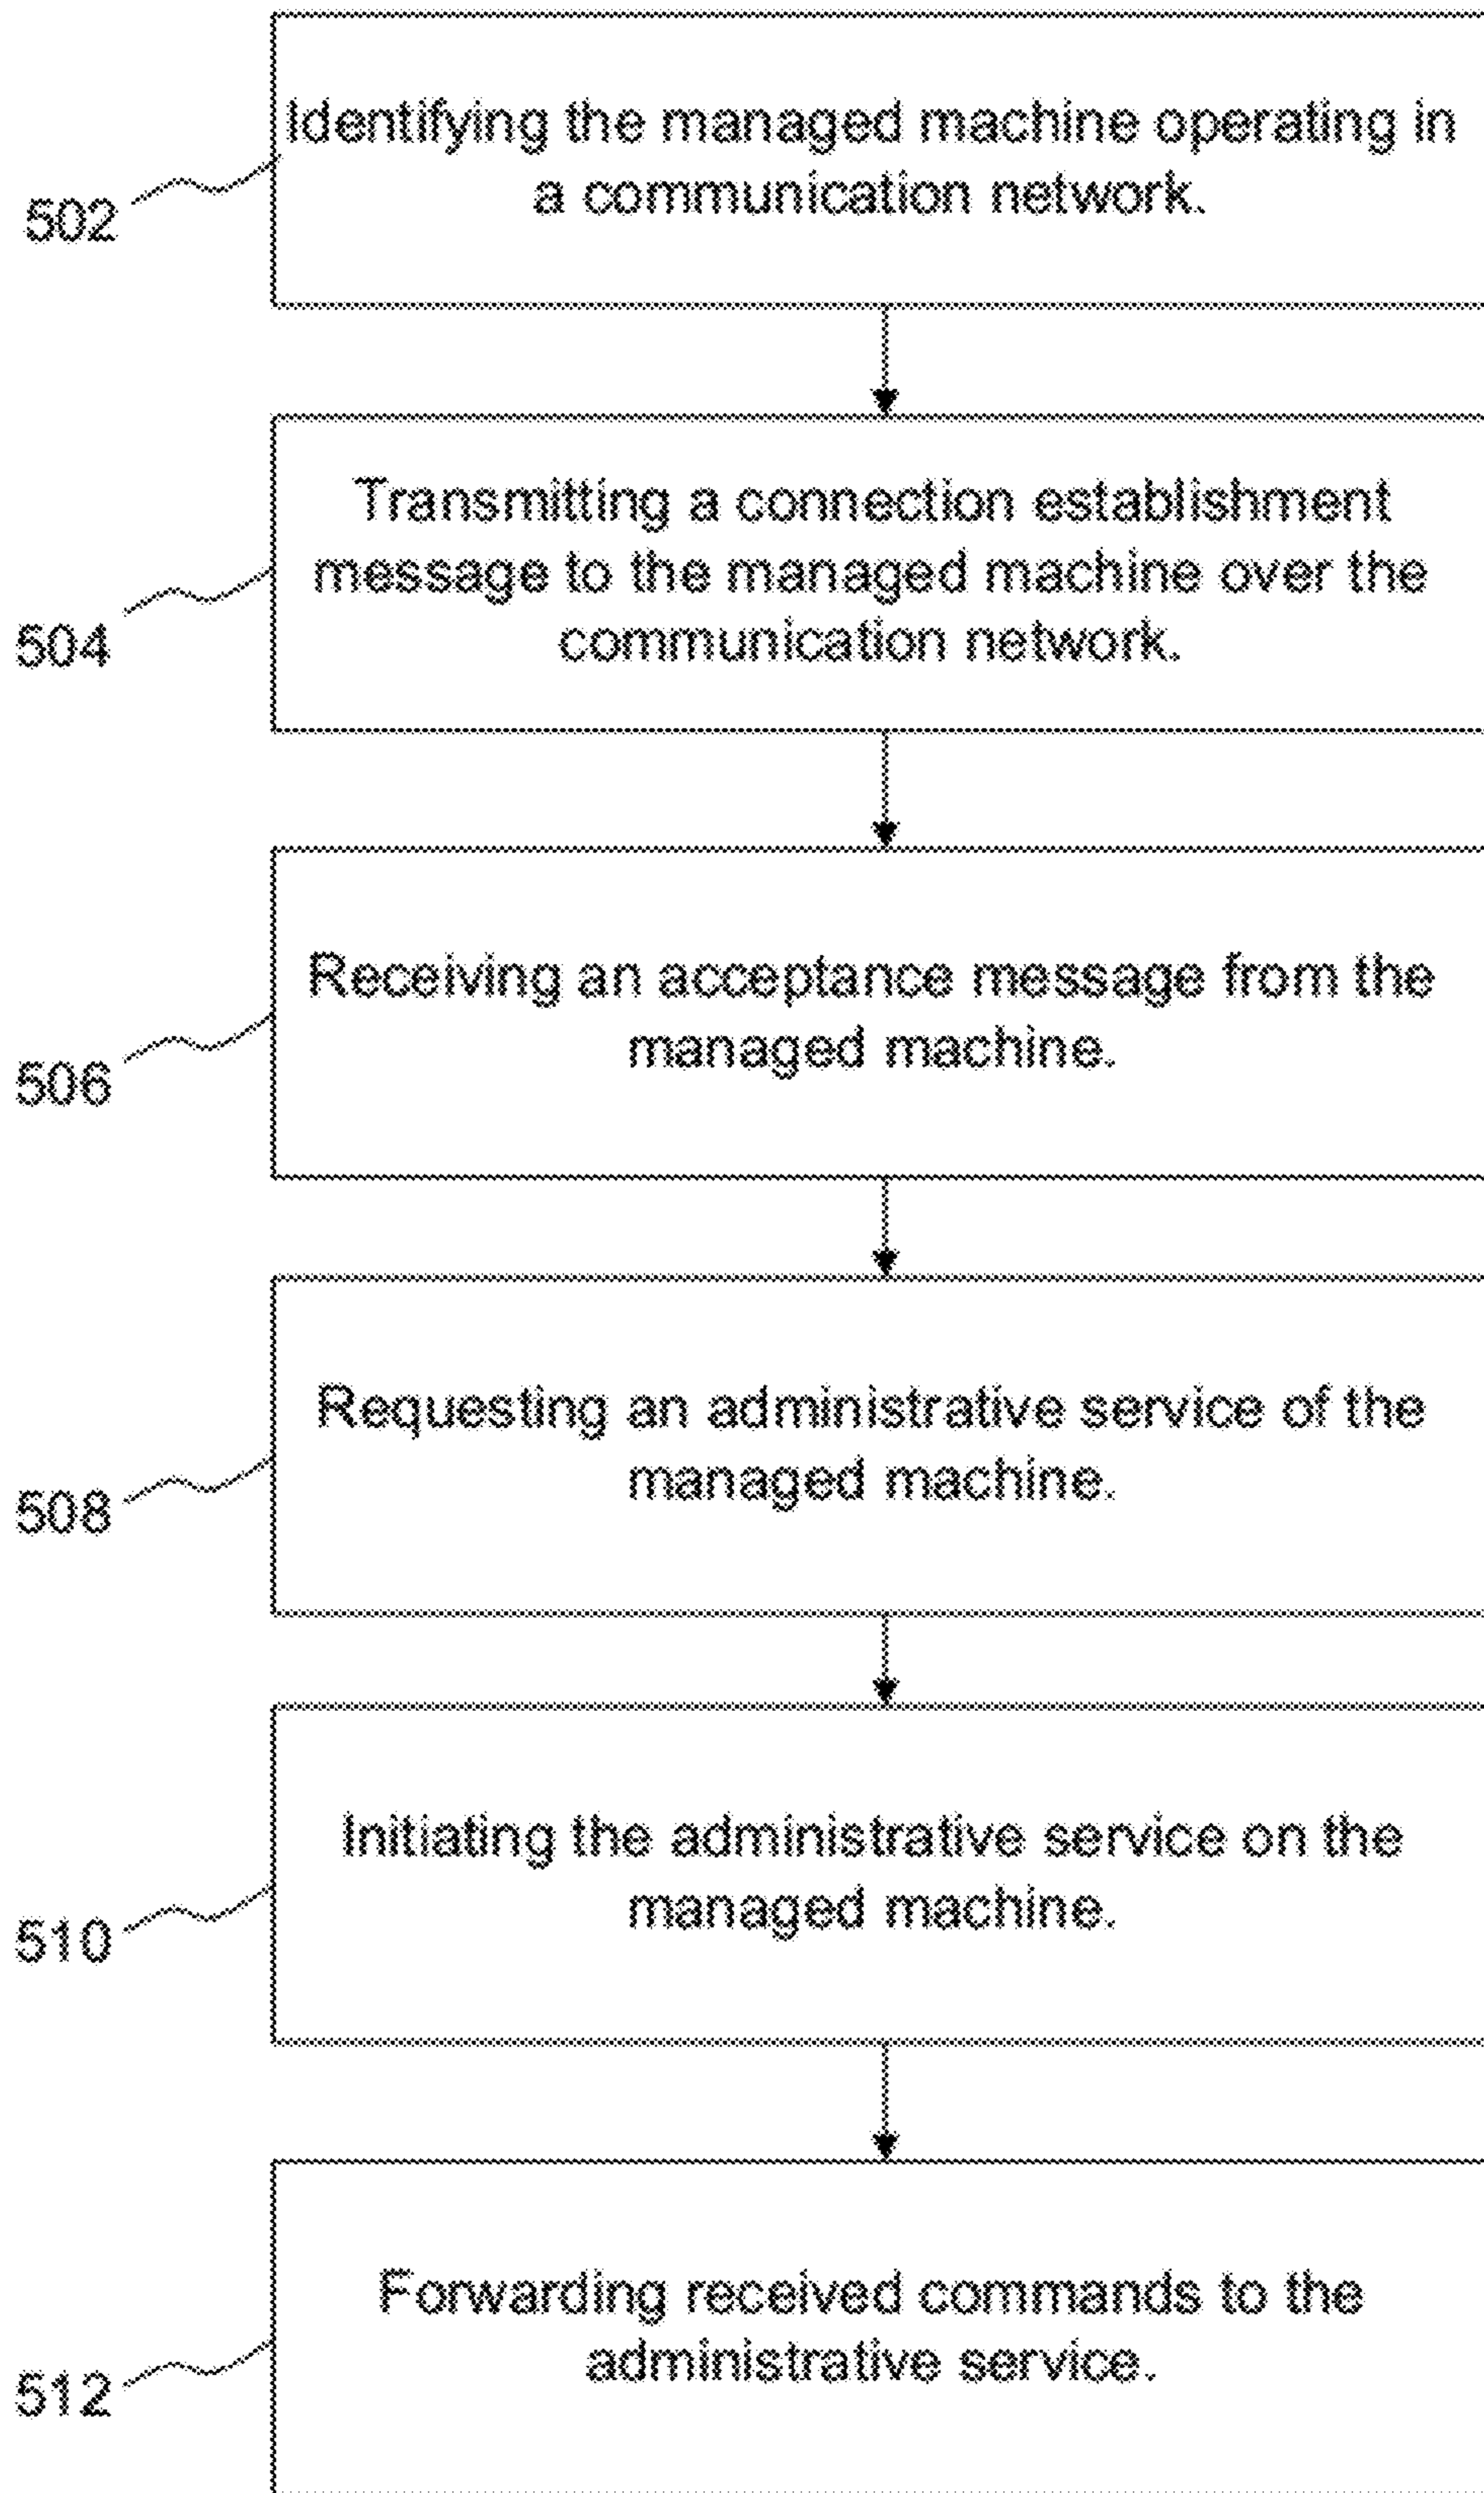 Identifying the managed machine operating in
a communication network.
502
Transmitting a connection establishment
message to the managed machine over the
communication network.
504
Receiving an acceptance message from the
managed machine.
506
Requesting an administrative service of the
managed machine.
508
Initiating the administrative service on the
managed machine.
510
Forwarding received commands to the
administrative service.
512